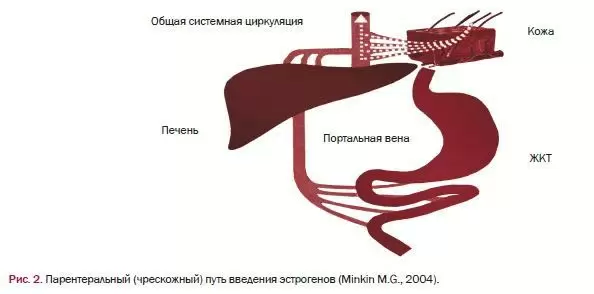 Общая системная циркуляция
Кожа
Печень
Портальная вена
ЖКТ
Рис. 2. Парентеральный (чрескожный) путь введения эстрогенов (Minkin M.G., 2004).